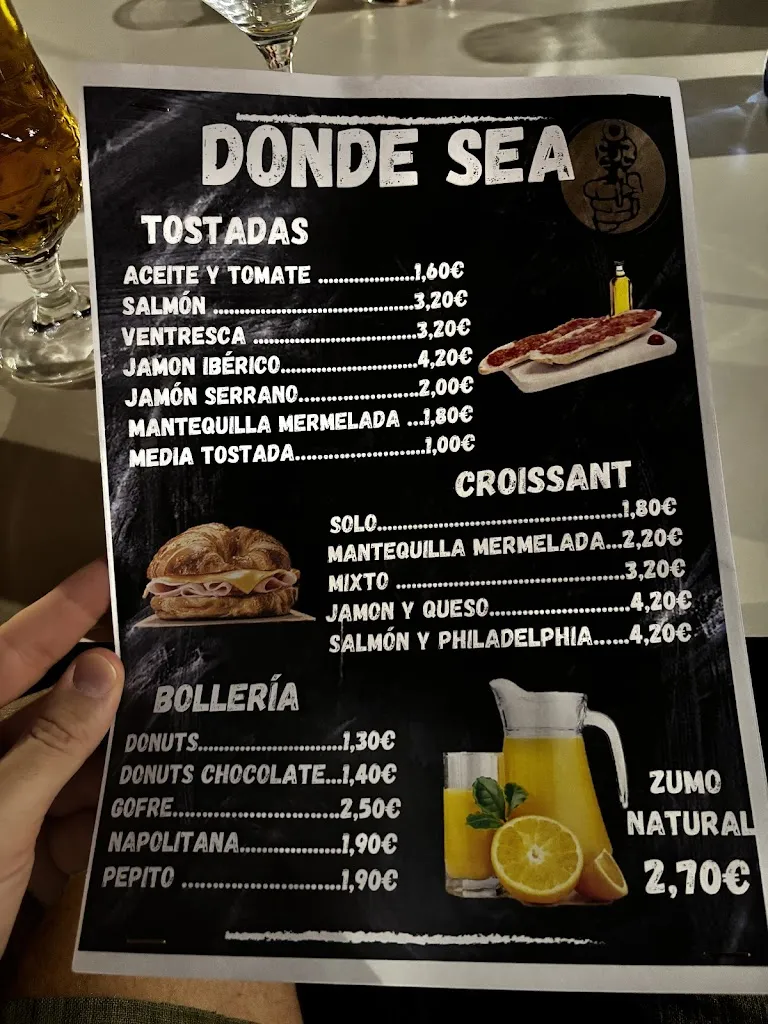 DONDE SEA
TOSTADAS
ACEITE Y TOMATE ................1,60€
SALMÓN .................................3,20€
VENTRESCA ...........................3,20€
JAMON IBÉRICO......................4,20€
JAMÓN SERRANO...................2,00€
MANTEQUILLA MERMELADA ...1,80€
MEDIA TOSTADA.....................1,00€
CROISSANT
SOLO.........................................1,80€
MANTEQUILLA MERMELADA...2,20€
MIXTO ......................................3,20€
JAMON Y QUESO.......................4,20€
SALMÓN Y PHILADELPHIA......4,20€
BOLLERÍA
DONUTS.......................1,30€
DONUTS CHOCOLATE...1,40€
GOFRE...........................2,50€
NAPOLITANA.................1,90€
PEPITO ..........................1,90€
ZUMO
NATURAL
2,70€